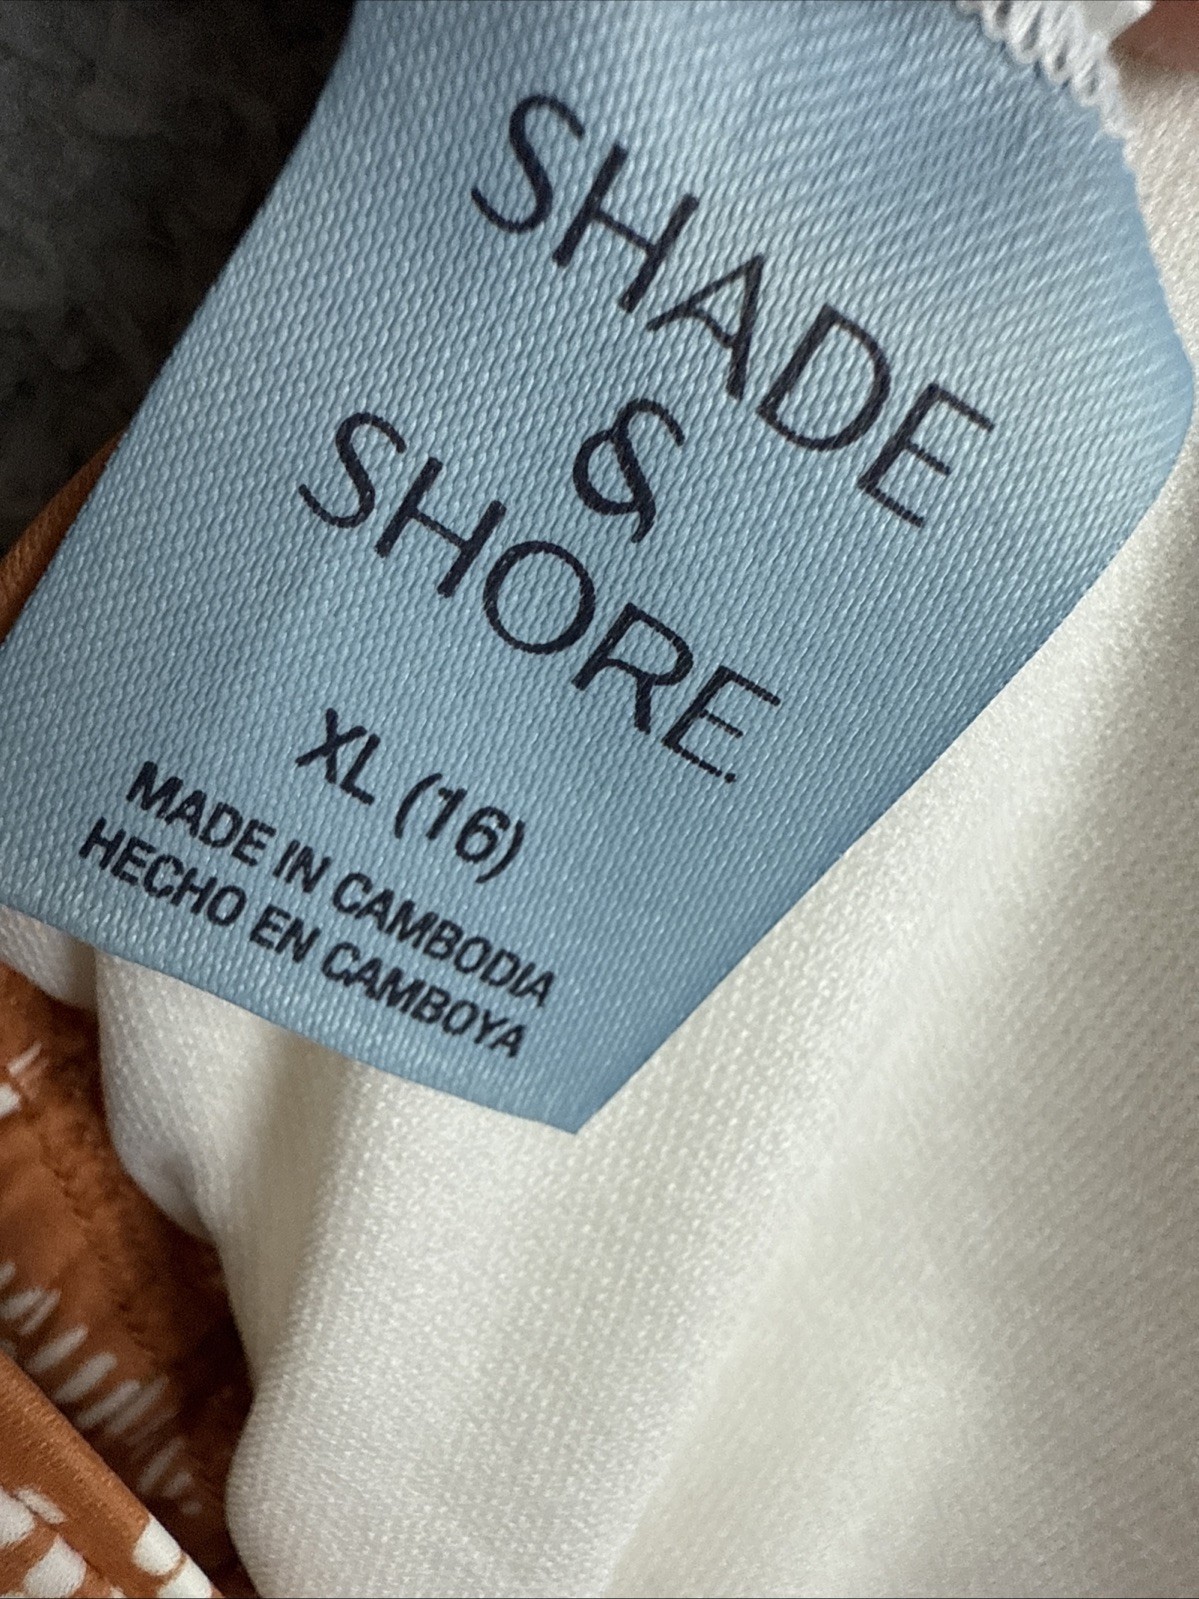 SHADE
&
SHORE.
XL (16)
MADE IN CAMBODIA
HECHO EN CAMBOYA